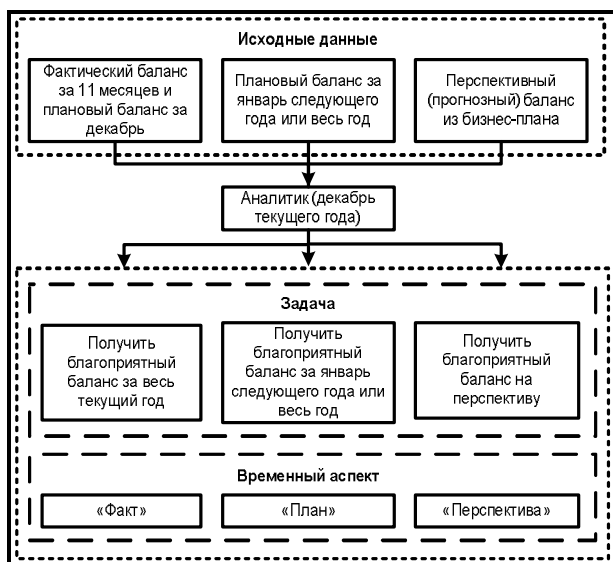 Исходные данные
Фактический баланс
за 11 месяцев и
плановый баланс за
декабрь
Плановый баланс за
январь следующего
года или весь год
Перспективный
(прогнозный) баланс
из бизнес-плана
Аналитик (декабрь
текущего года)
Задача
Получить
благоприятный
баланс за весь
текущий год
Получить
благоприятный
баланс за январь
следующего года или
весь год
Получить
благоприятный
баланс на
перспективу
Временный аспект
«Факт»
«План»
«Перспектива»